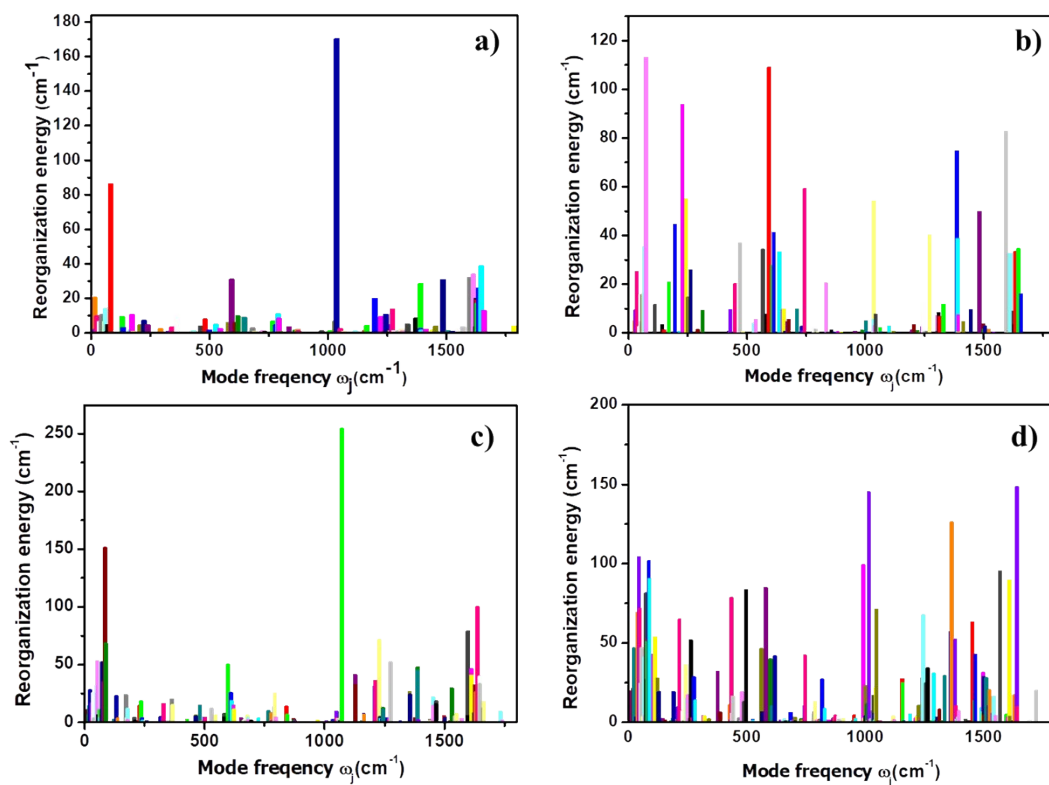 a)
Reorganization energy (cm⁻¹)
180
160
140
120
100
80
60
40
20
0
0 500 1000 1500
Mode freqency ωj(cm⁻¹)
b)
Reorganization energy (cm⁻¹)
120
100
80
60
40
20
0
0 500 1000 1500
Mode freqency ωj(cm⁻¹)
c)
Reorganization energy (cm⁻¹)
250
200
150
100
50
0
0 500 1000 1500
Mode freqency ωj(cm⁻¹)
d)
Reorganization energy (cm⁻¹)
200
150
100
50
0
0 500 1000 1500
Mode freqency ωj(cm⁻¹)